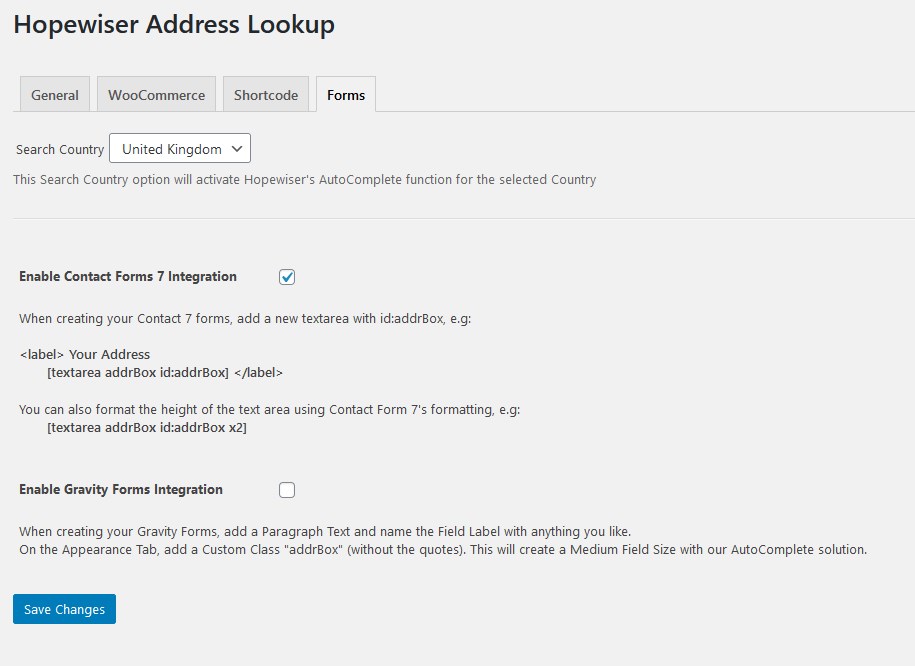 Hopewiser Address Lookup
General WooCommerce Shortcode Forms
Search Country United Kingdom
This Search Country option will activate Hopewiser's AutoComplete function for the selected Country
Enable Contact Forms 7 Integration
When creating your Contact 7 forms, add a new textarea with id:addrBox, e.g:
<label> Your Address
[textarea addrBox id:addrBox] </label>
You can also format the height of the text area using Contact Form 7's formatting, e.g:
[textarea addrBox id:addrBox x2]
Enable Gravity Forms Integration
When creating your Gravity Forms, add a Paragraph Text and name the Field Label with anything you like.
On the Appearance Tab, add a Custom Class "addrBox" (without the quotes). This will create a Medium Field Size with our AutoComplete solution.
Save Changes